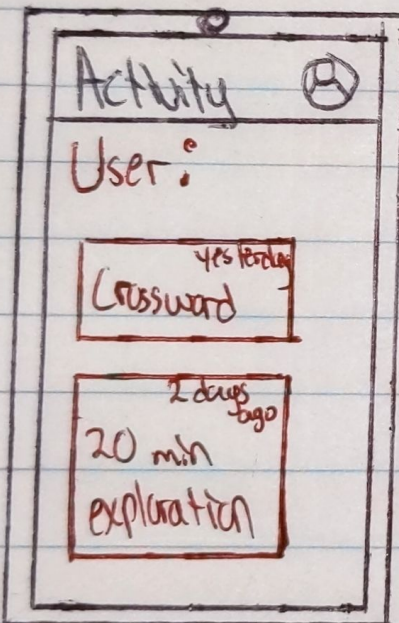 Activity
User:
yesterday
Crossword
2 days
ago
20 min
exploration